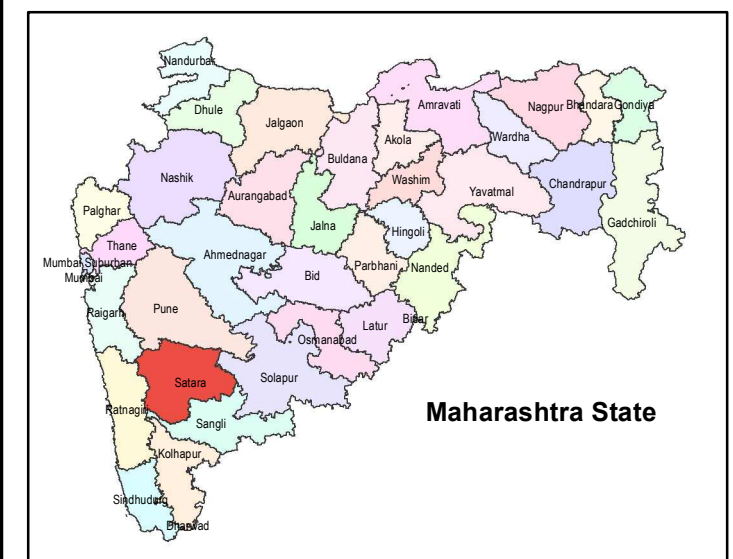 Nandurbar
Dhule
Jalgaon
Amravati
Nagpur
Bhandara
Gondiya
Buldana
Akola
Wardha
Nashik
Aurangabad
Washim
Yavatmal
Chandrapur
Palghar
Jalna
Hingoli
Gadchiroli
Thane
Ahmednagar
Mumbai Suburban
Mumbai
Bid
Parbhani
Nanded
Raigarh
Pune
Latur
Bidar
Osmanabad
Satara
Solapur
Ratnagiri
Sangli
Maharashtra State
Kolhapur
Sindhudurg
Dharwad